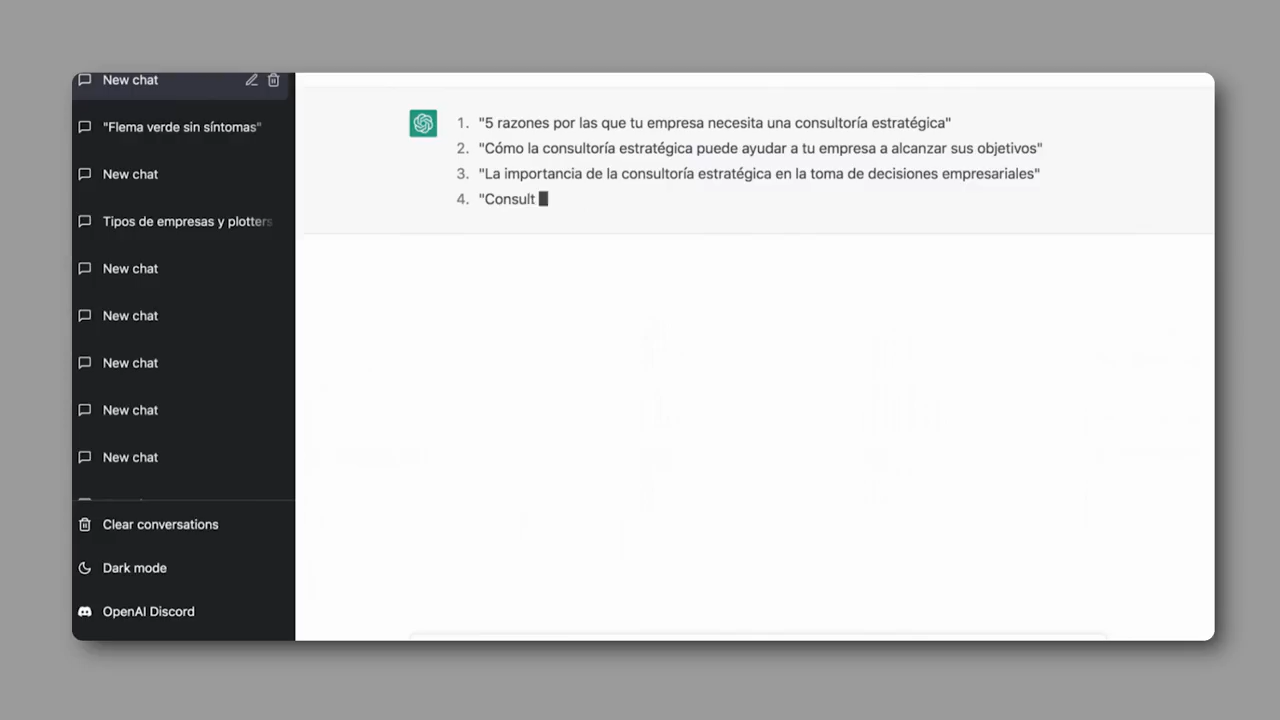 New chat
"Flema verde sin síntomas"
New chat
Tipos de empresas y plotters
New chat
New chat
New chat
New chat
New chat
Clear conversations
Dark mode
OpenAI Discord
1. "5 razones por las que tu empresa necesita una consultoría estratégica"
2. "Cómo la consultoría estratégica puede ayudar a tu empresa a alcanzar sus objetivos"
3. "La importancia de la consultoría estratégica en la toma de decisiones empresariales"
4. "Consult